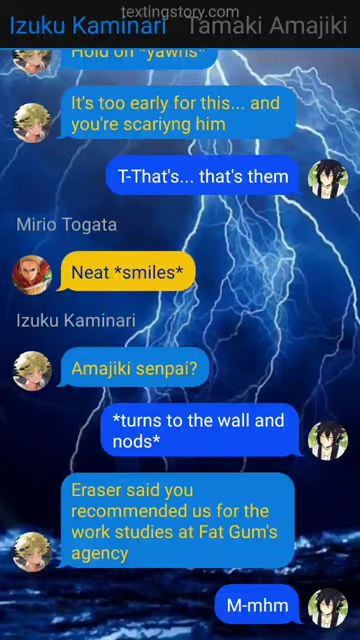 textingstory.com
Izuku Kaminari Tamaki Amajiki
Hold on *yawns*
It's too early for this... and
you're scariyng him
T-That's... that's them
Mirio Togata
Neat *smiles*
Izuku Kaminari
Amajiki senpai?
*turns to the wall and
nods*
Eraser said you
recommended us for the
work studies at Fat Gum's
agency
M-mhm